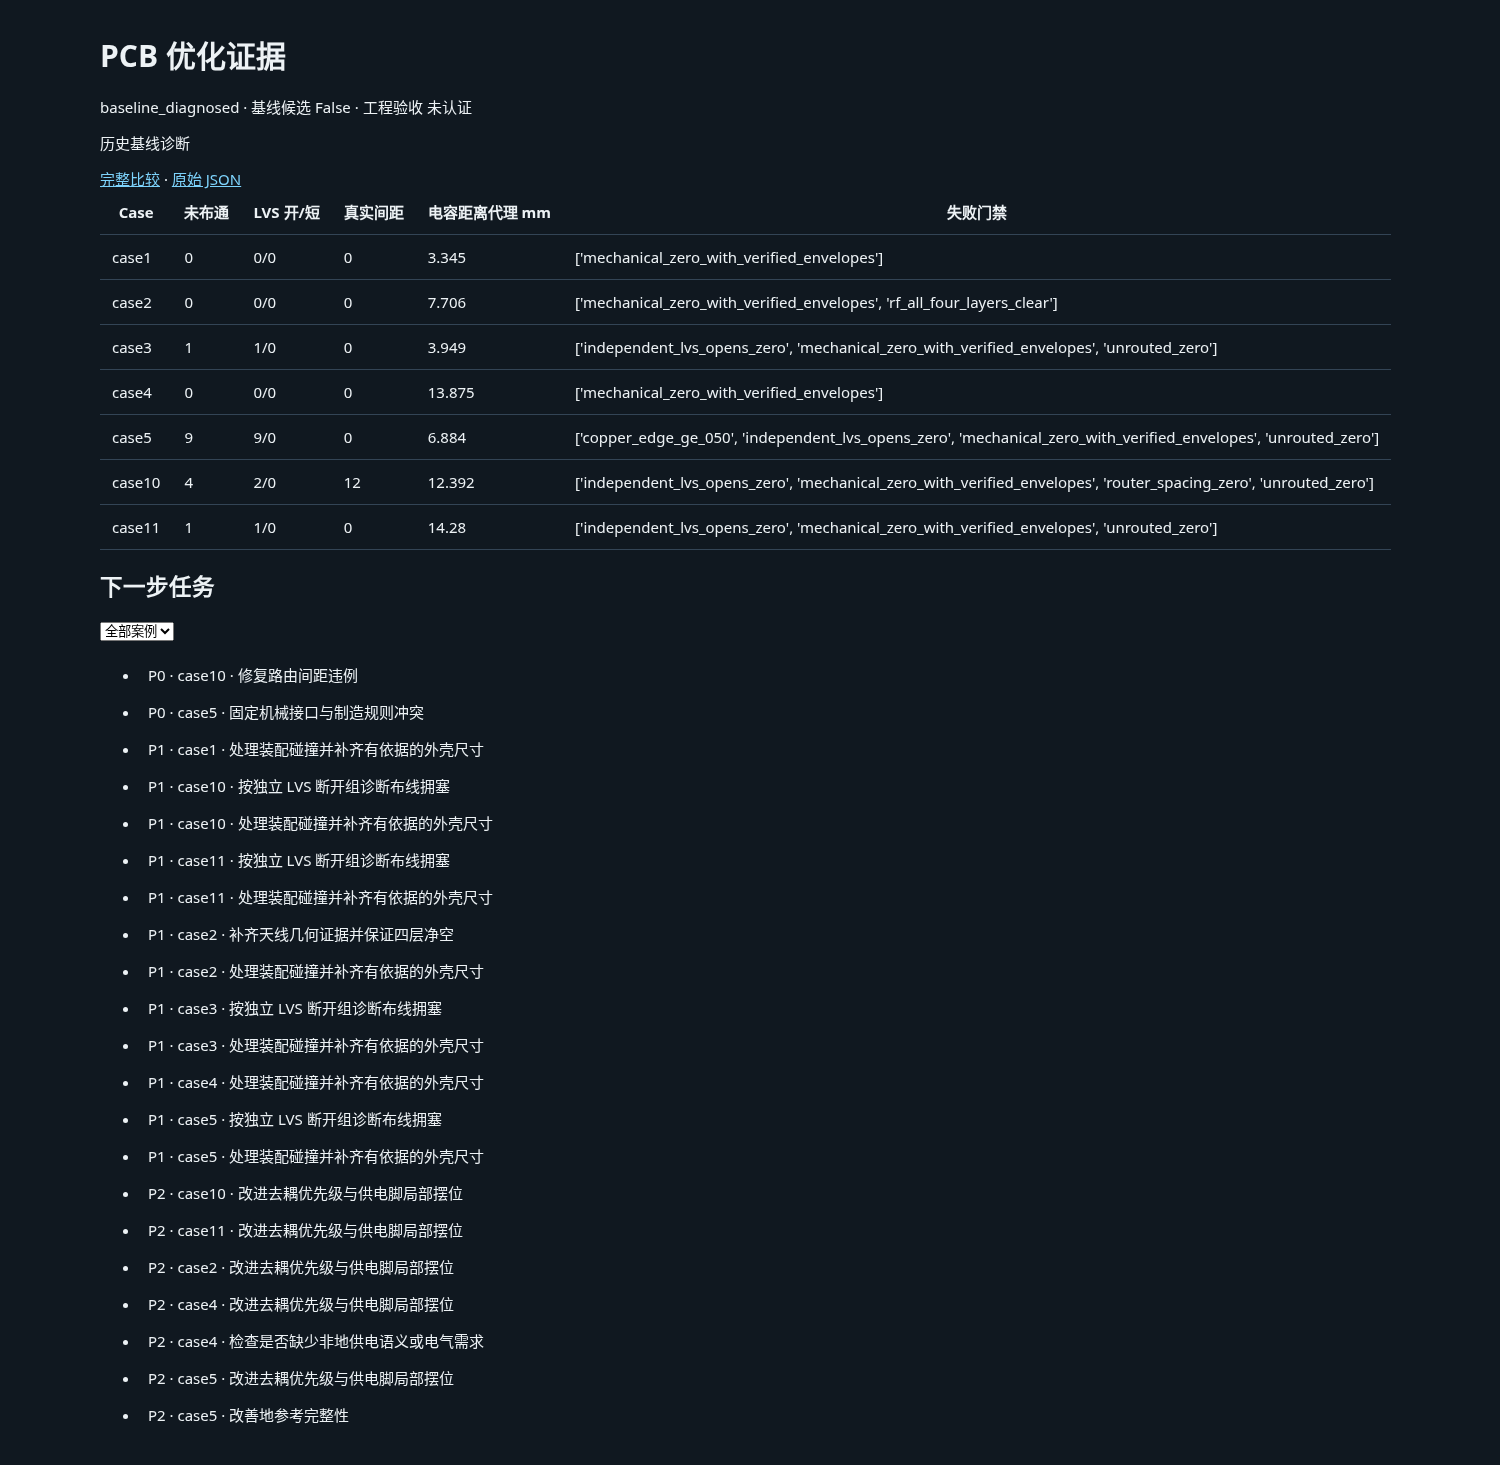 PCB 优化证据
baseline_diagnosed · 基线候选 False · 工程验收 未认证
历史基线诊断
完整比较 · 原始 JSON
Case 未布通 LVS 开/短 真实间距 电容距离代理 mm 失败门禁
case1 0 0/0 0 3.345 ['mechanical_zero_with_verified_envelopes']
case2 0 0/0 0 7.706 ['mechanical_zero_with_verified_envelopes', 'rf_all_four_layers_clear']
case3 1 1/0 0 3.949 ['independent_lvs_opens_zero', 'mechanical_zero_with_verified_envelopes', 'unrouted_zero']
case4 0 0/0 0 13.875 ['mechanical_zero_with_verified_envelopes']
case5 9 9/0 0 6.884 ['copper_edge_ge_050', 'independent_lvs_opens_zero', 'mechanical_zero_with_verified_envelopes', 'unrouted_zero']
case10 4 2/0 12 12.392 ['independent_lvs_opens_zero', 'mechanical_zero_with_verified_envelopes', 'router_spacing_zero', 'unrouted_zero']
case11 1 1/0 0 14.28 ['independent_lvs_opens_zero', 'mechanical_zero_with_verified_envelopes', 'unrouted_zero']
下一步任务
全部案例
• P0 · case10 · 修复路由间距违例
• P0 · case5 · 固定机械接口与制造规则冲突
• P1 · case1 · 处理装配碰撞并补齐有依据的外壳尺寸
• P1 · case10 · 按独立 LVS 断开组诊断布线拥塞
• P1 · case10 · 处理装配碰撞并补齐有依据的外壳尺寸
• P1 · case11 · 按独立 LVS 断开组诊断布线拥塞
• P1 · case11 · 处理装配碰撞并补齐有依据的外壳尺寸
• P1 · case2 · 补齐天线几何证据并保证四层净空
• P1 · case2 · 处理装配碰撞并补齐有依据的外壳尺寸
• P1 · case3 · 按独立 LVS 断开组诊断布线拥塞
• P1 · case3 · 处理装配碰撞并补齐有依据的外壳尺寸
• P1 · case4 · 处理装配碰撞并补齐有依据的外壳尺寸
• P1 · case5 · 按独立 LVS 断开组诊断布线拥塞
• P1 · case5 · 处理装配碰撞并补齐有依据的外壳尺寸
• P2 · case10 · 改进去耦优先级与供电脚局部摆位
• P2 · case11 · 改进去耦优先级与供电脚局部摆位
• P2 · case2 · 改进去耦优先级与供电脚局部摆位
• P2 · case4 · 改进去耦优先级与供电脚局部摆位
• P2 · case4 · 检查是否缺少非地供电语义或电气需求
• P2 · case5 · 改进去耦优先级与供电脚局部摆位
• P2 · case5 · 改善地参考完整性